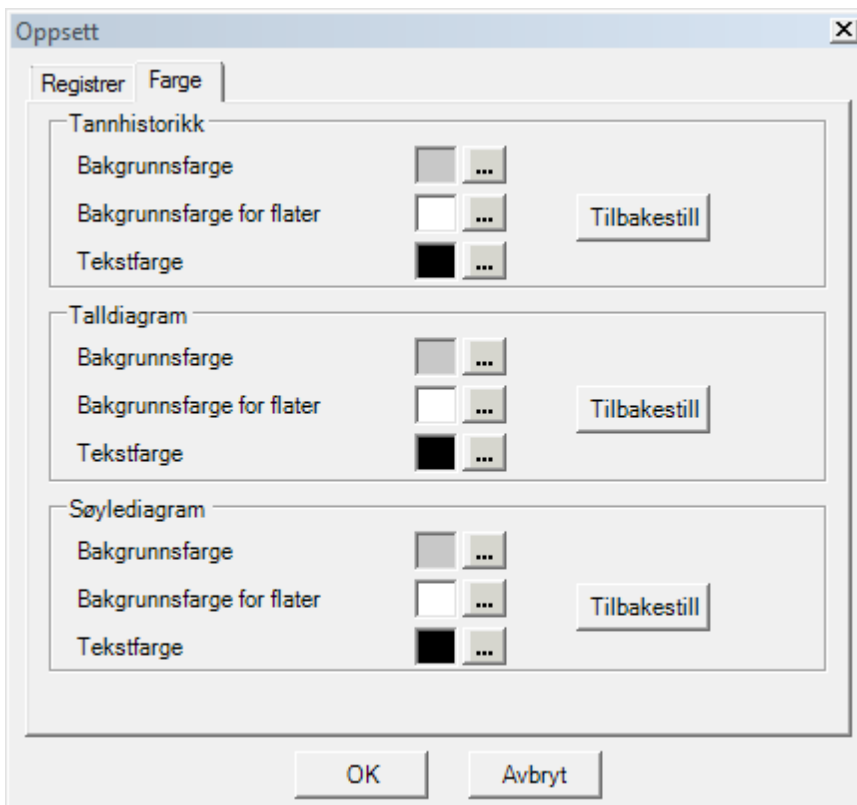 Oppsett
Registrer Farge
Tannhistorikk
Bakgrunnsfarge ...
Bakgrunnsfarge for flater ... Tilbakestill
Tekstfarge ...
Talldiagram
Bakgrunnsfarge ...
Bakgrunnsfarge for flater ... Tilbakestill
Tekstfarge ...
Søylediagram
Bakgrunnsfarge ...
Bakgrunnsfarge for flater ... Tilbakestill
Tekstfarge ...
OK Avbryt